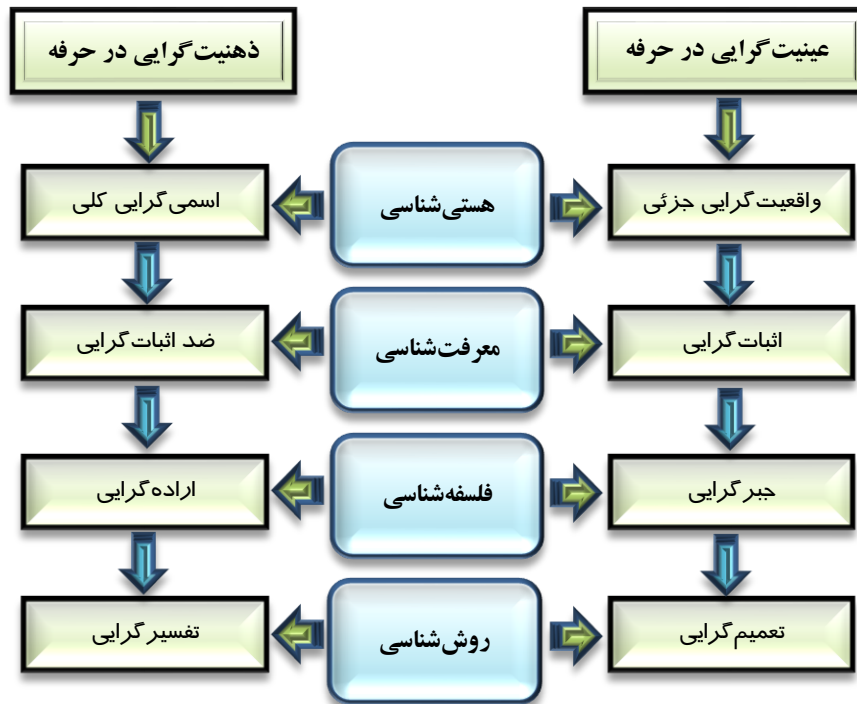 عینیت‌گرایی در حرفه
ذهنیت‌گرایی در حرفه
واقعیت‌گرایی جزئی
هستی‌شناسی
اسمی‌گرایی کلی
اثبات‌گرایی
معرفت‌شناسی
ضد اثبات‌گرایی
جبرگرایی
فلسفه‌شناسی
اراده‌گرایی
تعمیم‌گرایی
روش‌شناسی
تفسیرگرایی